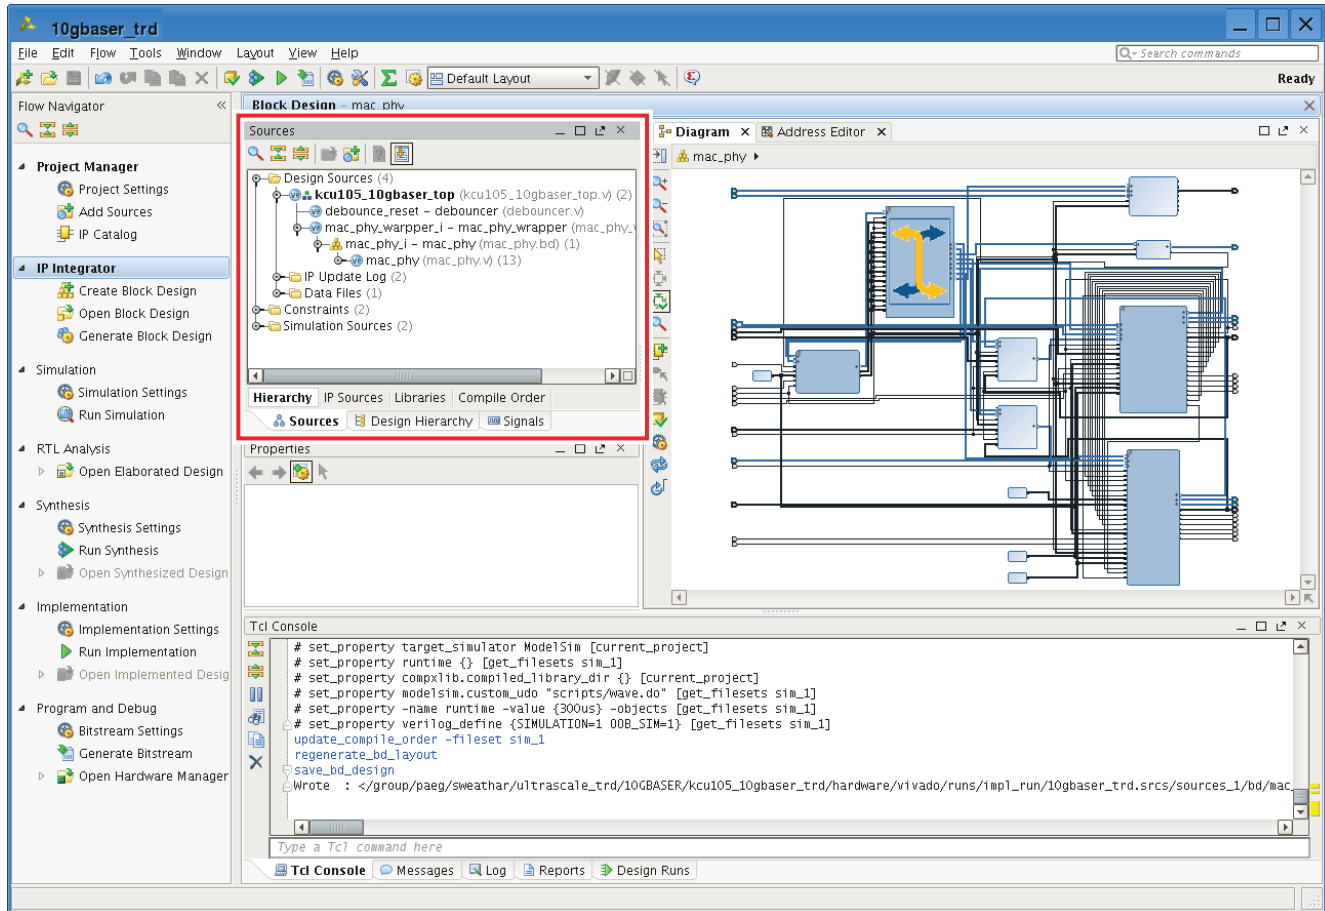 10gbaser_trd
File Edit Flow Tools Window Layout View Help
Search commands
Default Layout
Ready
Flow Navigator
Project Manager
Project Settings
Add Sources
IP Catalog
IP Integrator
Create Block Design
Open Block Design
Generate Block Design
Simulation
Simulation Settings
Run Simulation
RTL Analysis
Open Elaborated Design
Synthesis
Synthesis Settings
Run Synthesis
Open Synthesized Design
Implementation
Implementation Settings
Run Implementation
Open Implemented Desig
Program and Debug
Bitstream Settings
Generate Bitstream
Open Hardware Manager
Block Design - mac_phy
Sources
Design Sources (4)
kcu105_10gbaser_top (kcu105_10gbaser_top.v) (2)
debounce_reset - debouncer (debouncer.v)
mac_phy_warpper_i - mac_phy_wrapper (mac_phy_
mac_phy_i - mac_phy (mac_phy.bd) (1)
mac_phy (mac_phy.v) (13)
IP Update Log (2)
Data Files (1)
Constraints (2)
Simulation Sources (2)
Hierarchy IP Sources Libraries Compile Order
Sources Design Hierarchy Signals
Properties
Diagram Address Editor
mac_phy
Tcl Console
# set_property target_simulator ModelSim [current_project]
# set_property runtime {} [get_filesets sim_1]
# set_property compxlib.compiled_library_dir {} [current_project]
# set_property modelsim.custom_udo "scripts/wave.do" [get_filesets sim_1]
# set_property -name runtime -value {300us} -objects [get_filesets sim_1]
# set_property verilog_define {SIMULATION=1 OOB_SIM=1} [get_filesets sim_1]
update_compile_order -fileset sim_1
regenerate_bd_layout
save_bd_design
Wrote : </group/paeg/sweathar/ultrascale_trd/10GBASER/kcu105_10gbaser_trd/hardware/vivado/runs/impl_run/10gbaser_trd.srcs/sources_1/bd/mac_
Type a Tcl command here
Tcl Console Messages Log Reports Design Runs